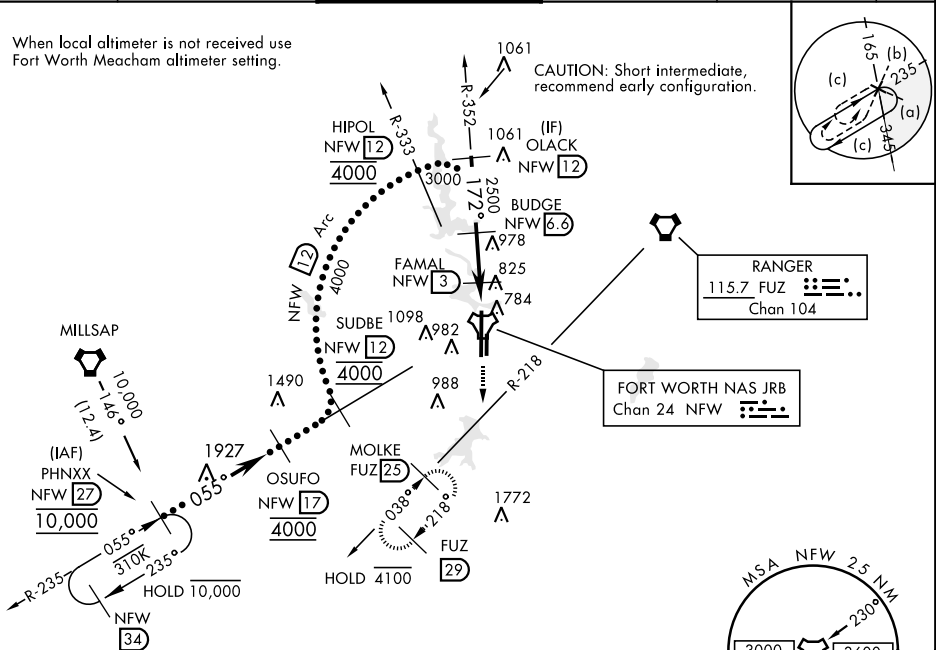 When local altimeter is not received use
Fort Worth Meacham altimeter setting.
1061
CAUTION: Short intermediate,
recommend early configuration.
165
(b)
235
(c)
(a)
(c)
345
R-333
R-352
HIPOL
NFW 12
4000
1061
(IF)
OLACK
NFW 12
3000
2500
172°
BUDGE
NFW 6.6
978
NFW 12 Arc
4000
FAMAL
NFW 3
825
784
RANGER
115.7 FUZ
Chan 104
SUDBE
NFW 12
4000
1098
982
MILLSAP
10,000
146°
(12.4)
R-218
FORT WORTH NAS JRB
Chan 24 NFW
1490
988
(IAF)
PHNXX
NFW 27
10,000
1927
055°
OSUFO
NFW 17
4000
MOLKE
FUZ 25
1772
038°
218°
055°
310K
235°
R-235
HOLD 10,000
HOLD 4100
FUZ
29
NFW
34
MSA NFW 25 NM
230°